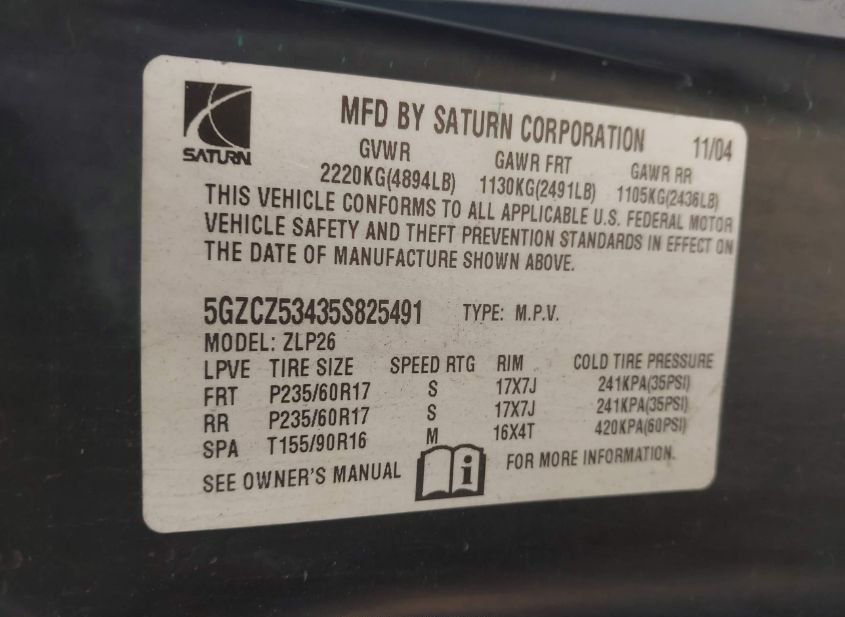 SATURN
MFD BY SATURN CORPORATION 11/04
GVWR GAWR FRT GAWR RR
2220KG(4894LB) 1130KG(2491LB) 1105KG(2436LB)
THIS VEHICLE CONFORMS TO ALL APPLICABLE U.S. FEDERAL MOTOR
VEHICLE SAFETY AND THEFT PREVENTION STANDARDS IN EFFECT ON
THE DATE OF MANUFACTURE SHOWN ABOVE.
5GZCZ53435S825491 TYPE: M.P.V.
MODEL: ZLP26
LPVE TIRE SIZE SPEED RTG RIM COLD TIRE PRESSURE
FRT P235/60R17 S 17X7J 241KPA(35PSI)
RR P235/60R17 S 17X7J 241KPA(35PSI)
SPA T155/90R16 M 16X4T 420KPA(60PSI)
SEE OWNER'S MANUAL i FOR MORE INFORMATION.